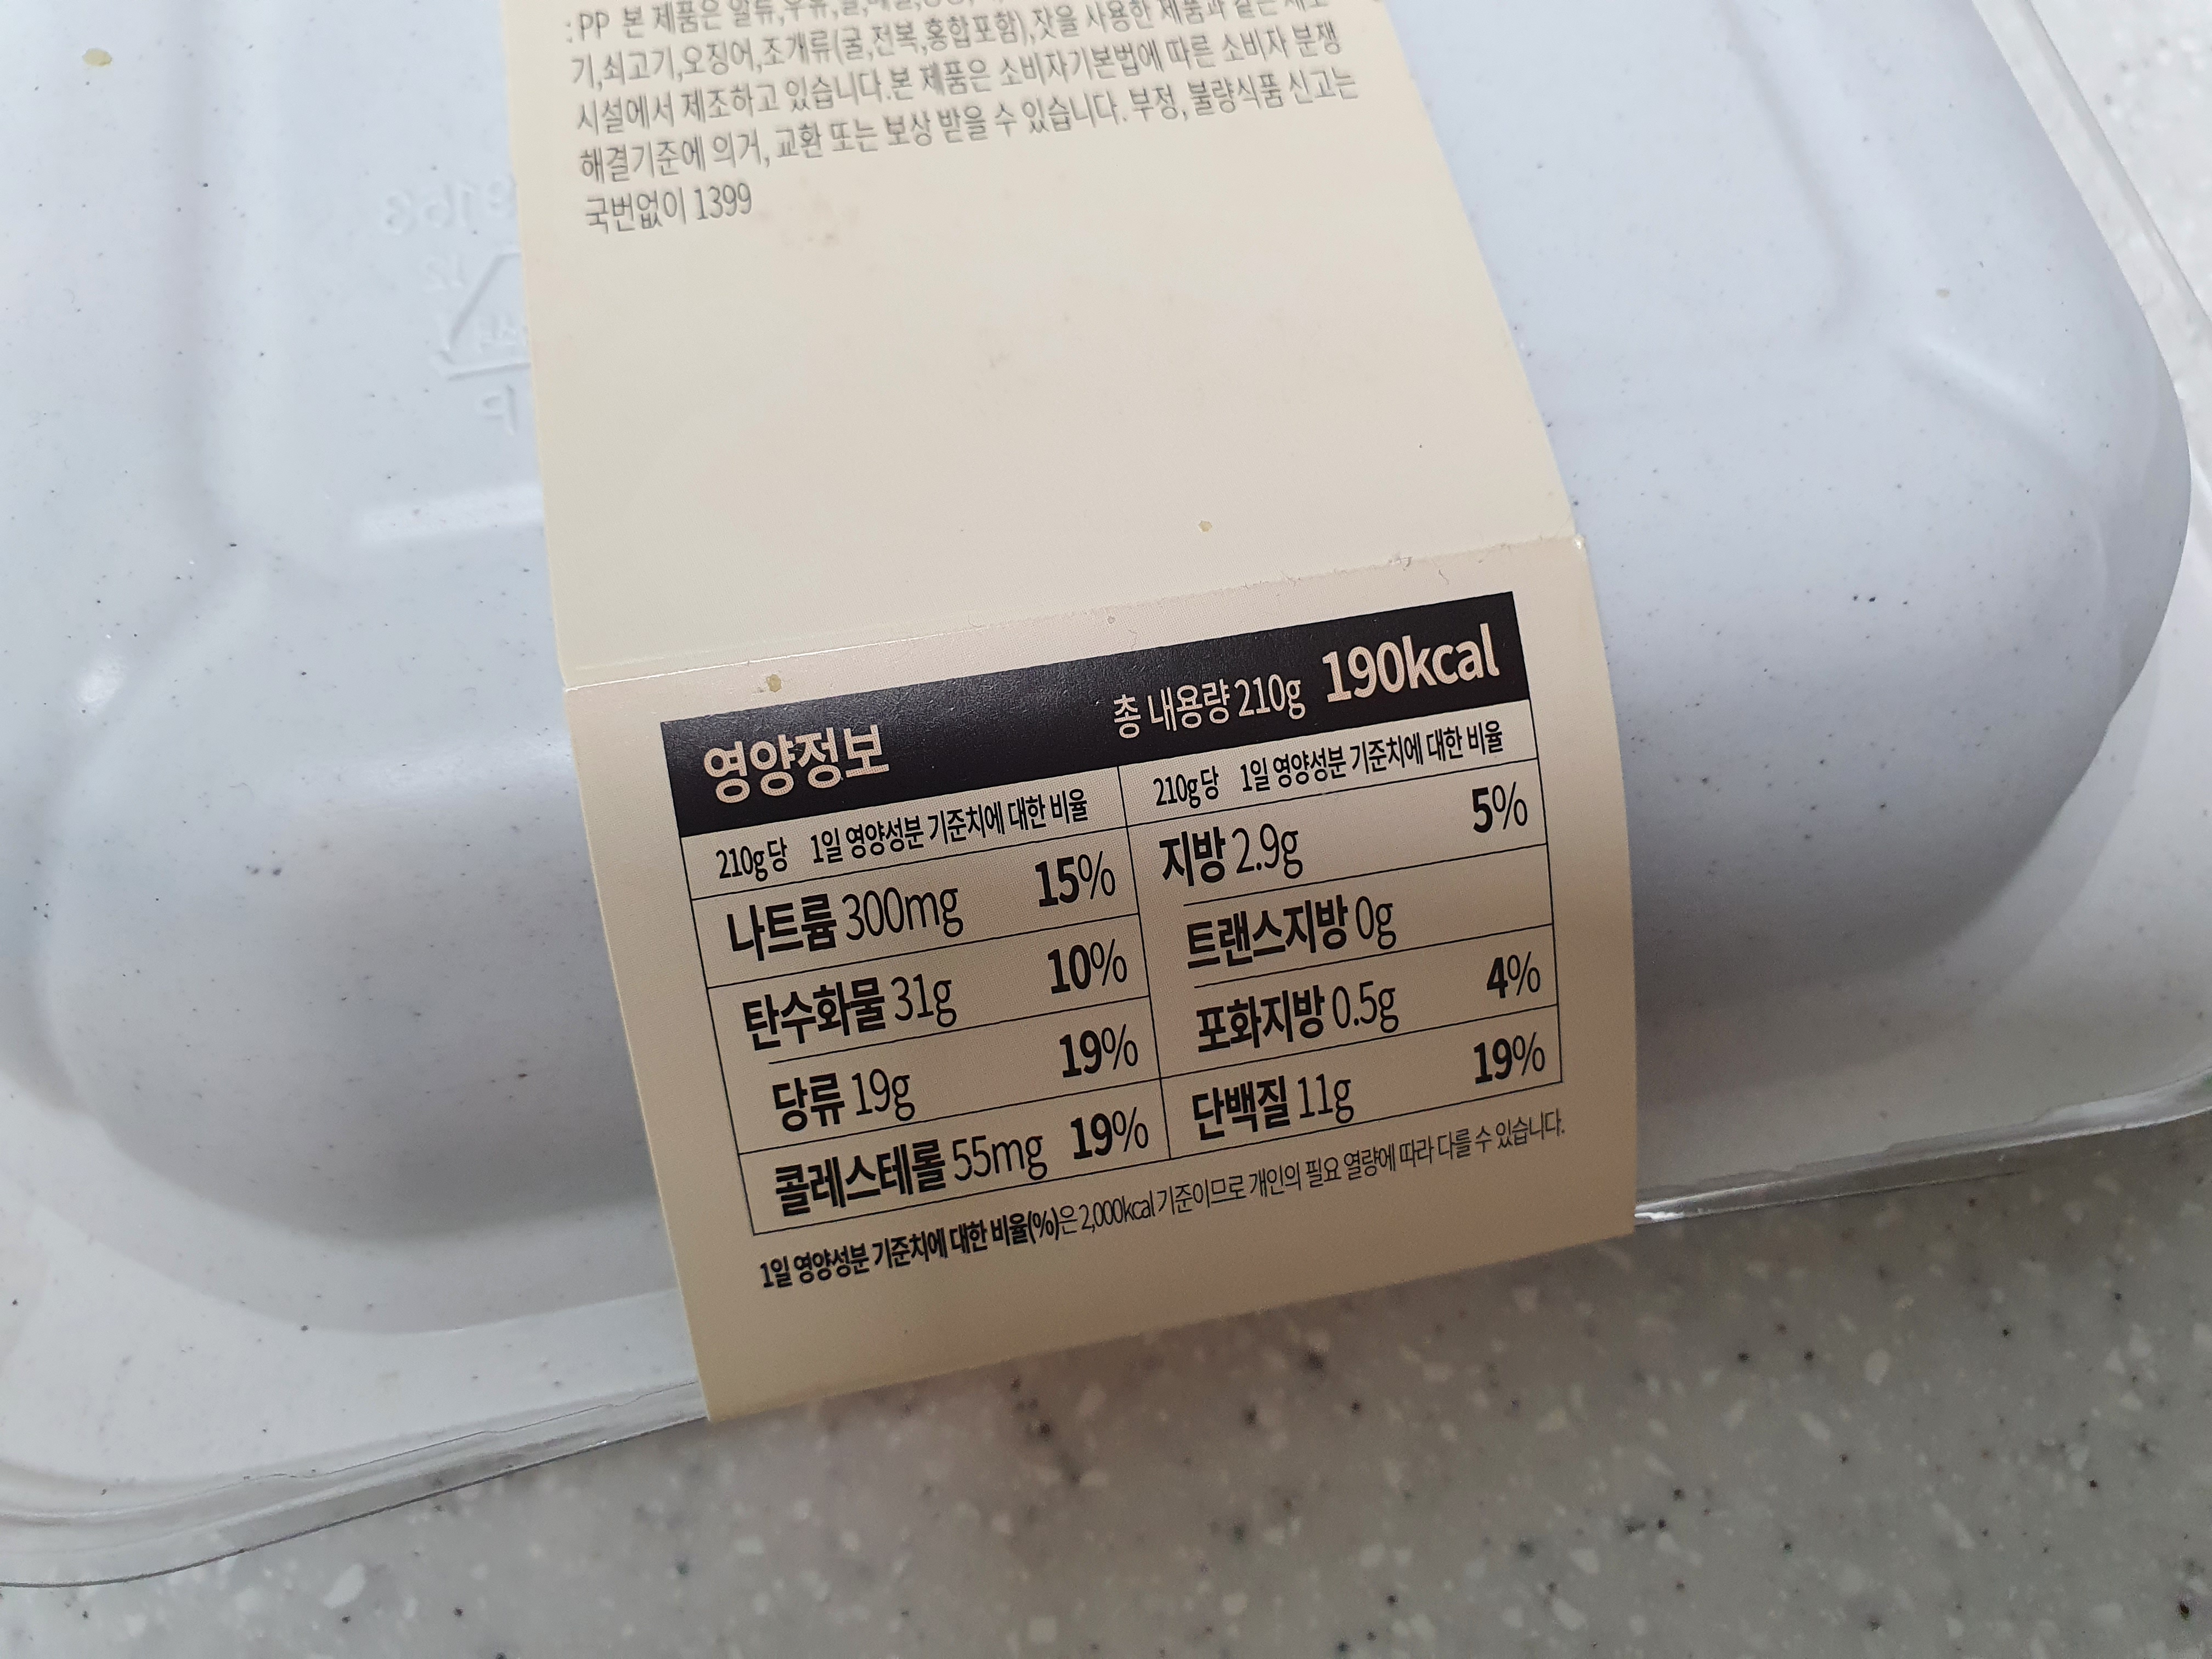 : PP 본 제품은 알류,우유,
기,쇠고기,오징어,조개류(굴,전복,홍합포함),잣을 사용한 제품과 같은 제조
시설에서 제조하고 있습니다.본 제품은 소비자기본법에 따른 소비자 분쟁
해결기준에 의거, 교환 또는 보상 받을 수 있습니다. 부정, 불량식품 신고는
국번없이 1399
영양정보 총 내용량 210g 190kcal
210g당 1일 영양성분 기준치에 대한 비율 210g당 1일 영양성분 기준치에 대한 비율
나트륨 300mg 15% 지방 2.9g 5%
탄수화물 31g 10% 트랜스지방 0g
당류 19g 19% 포화지방 0.5g 4%
콜레스테롤 55mg 19% 단백질 11g 19%
1일 영양성분 기준치에 대한 비율(%)은 2,000kcal 기준이므로 개인의 필요 열량에 따라 다를 수 있습니다.